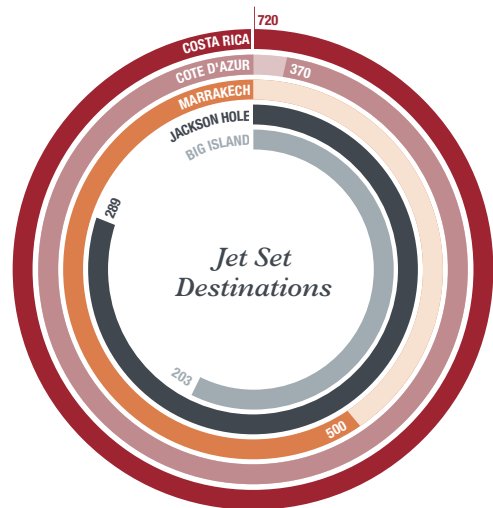 720
COSTA RICA
COTE D'AZUR
370
MARRAKECH
JACKSON HOLE
BIG ISLAND
289
Jet Set
Destinations
203
500